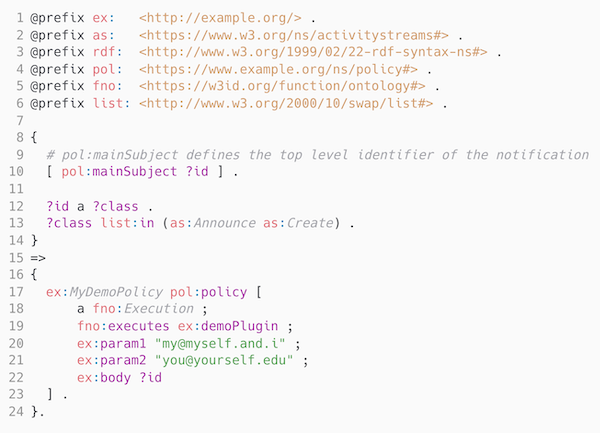 1 @prefix ex:   <http://example.org/> .
2 @prefix as:   <https://www.w3.org/ns/activitystreams#> .
3 @prefix rdf:  <http://www.w3.org/1999/02/22-rdf-syntax-ns#> .
4 @prefix pol:  <https://www.example.org/ns/policy#> .
5 @prefix fno:  <https://w3id.org/function/ontology#> .
6 @prefix list: <http://www.w3.org/2000/10/swap/list#> .
7
8 {
9   # pol:mainSubject defines the top level identifier of the notification
10   [ pol:mainSubject ?id ] .
11
12   ?id a ?class .
13   ?class list:in (as:Announce as:Create) .
14 }
15 =>
16 {
17   ex:MyDemoPolicy pol:policy [
18       a fno:Execution ;
19       fno:executes ex:demoPlugin ;
20       ex:param1 "my@myself.and.i" ;
21       ex:param2 "you@yourself.edu" ;
22       ex:body ?id
23   ] .
24 }.